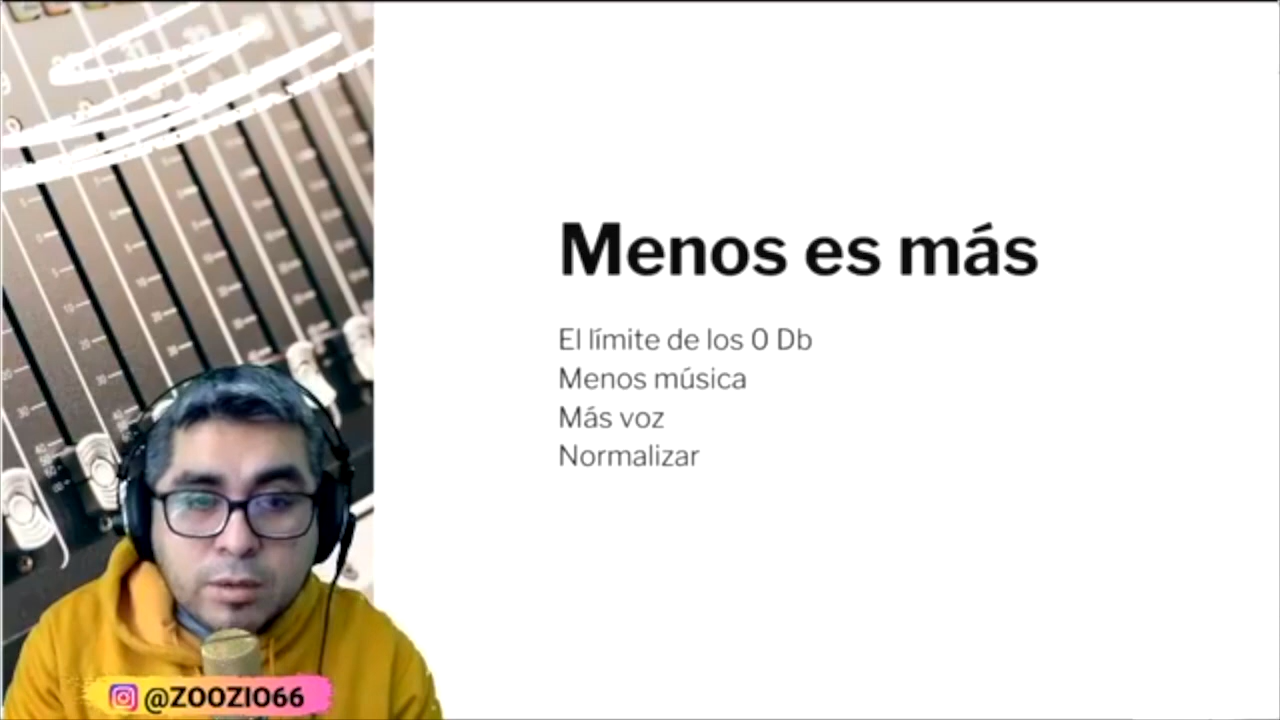 Menos es más
El límite de los 0 Db
Menos música
Más voz
Normalizar
@ZOOZIO66